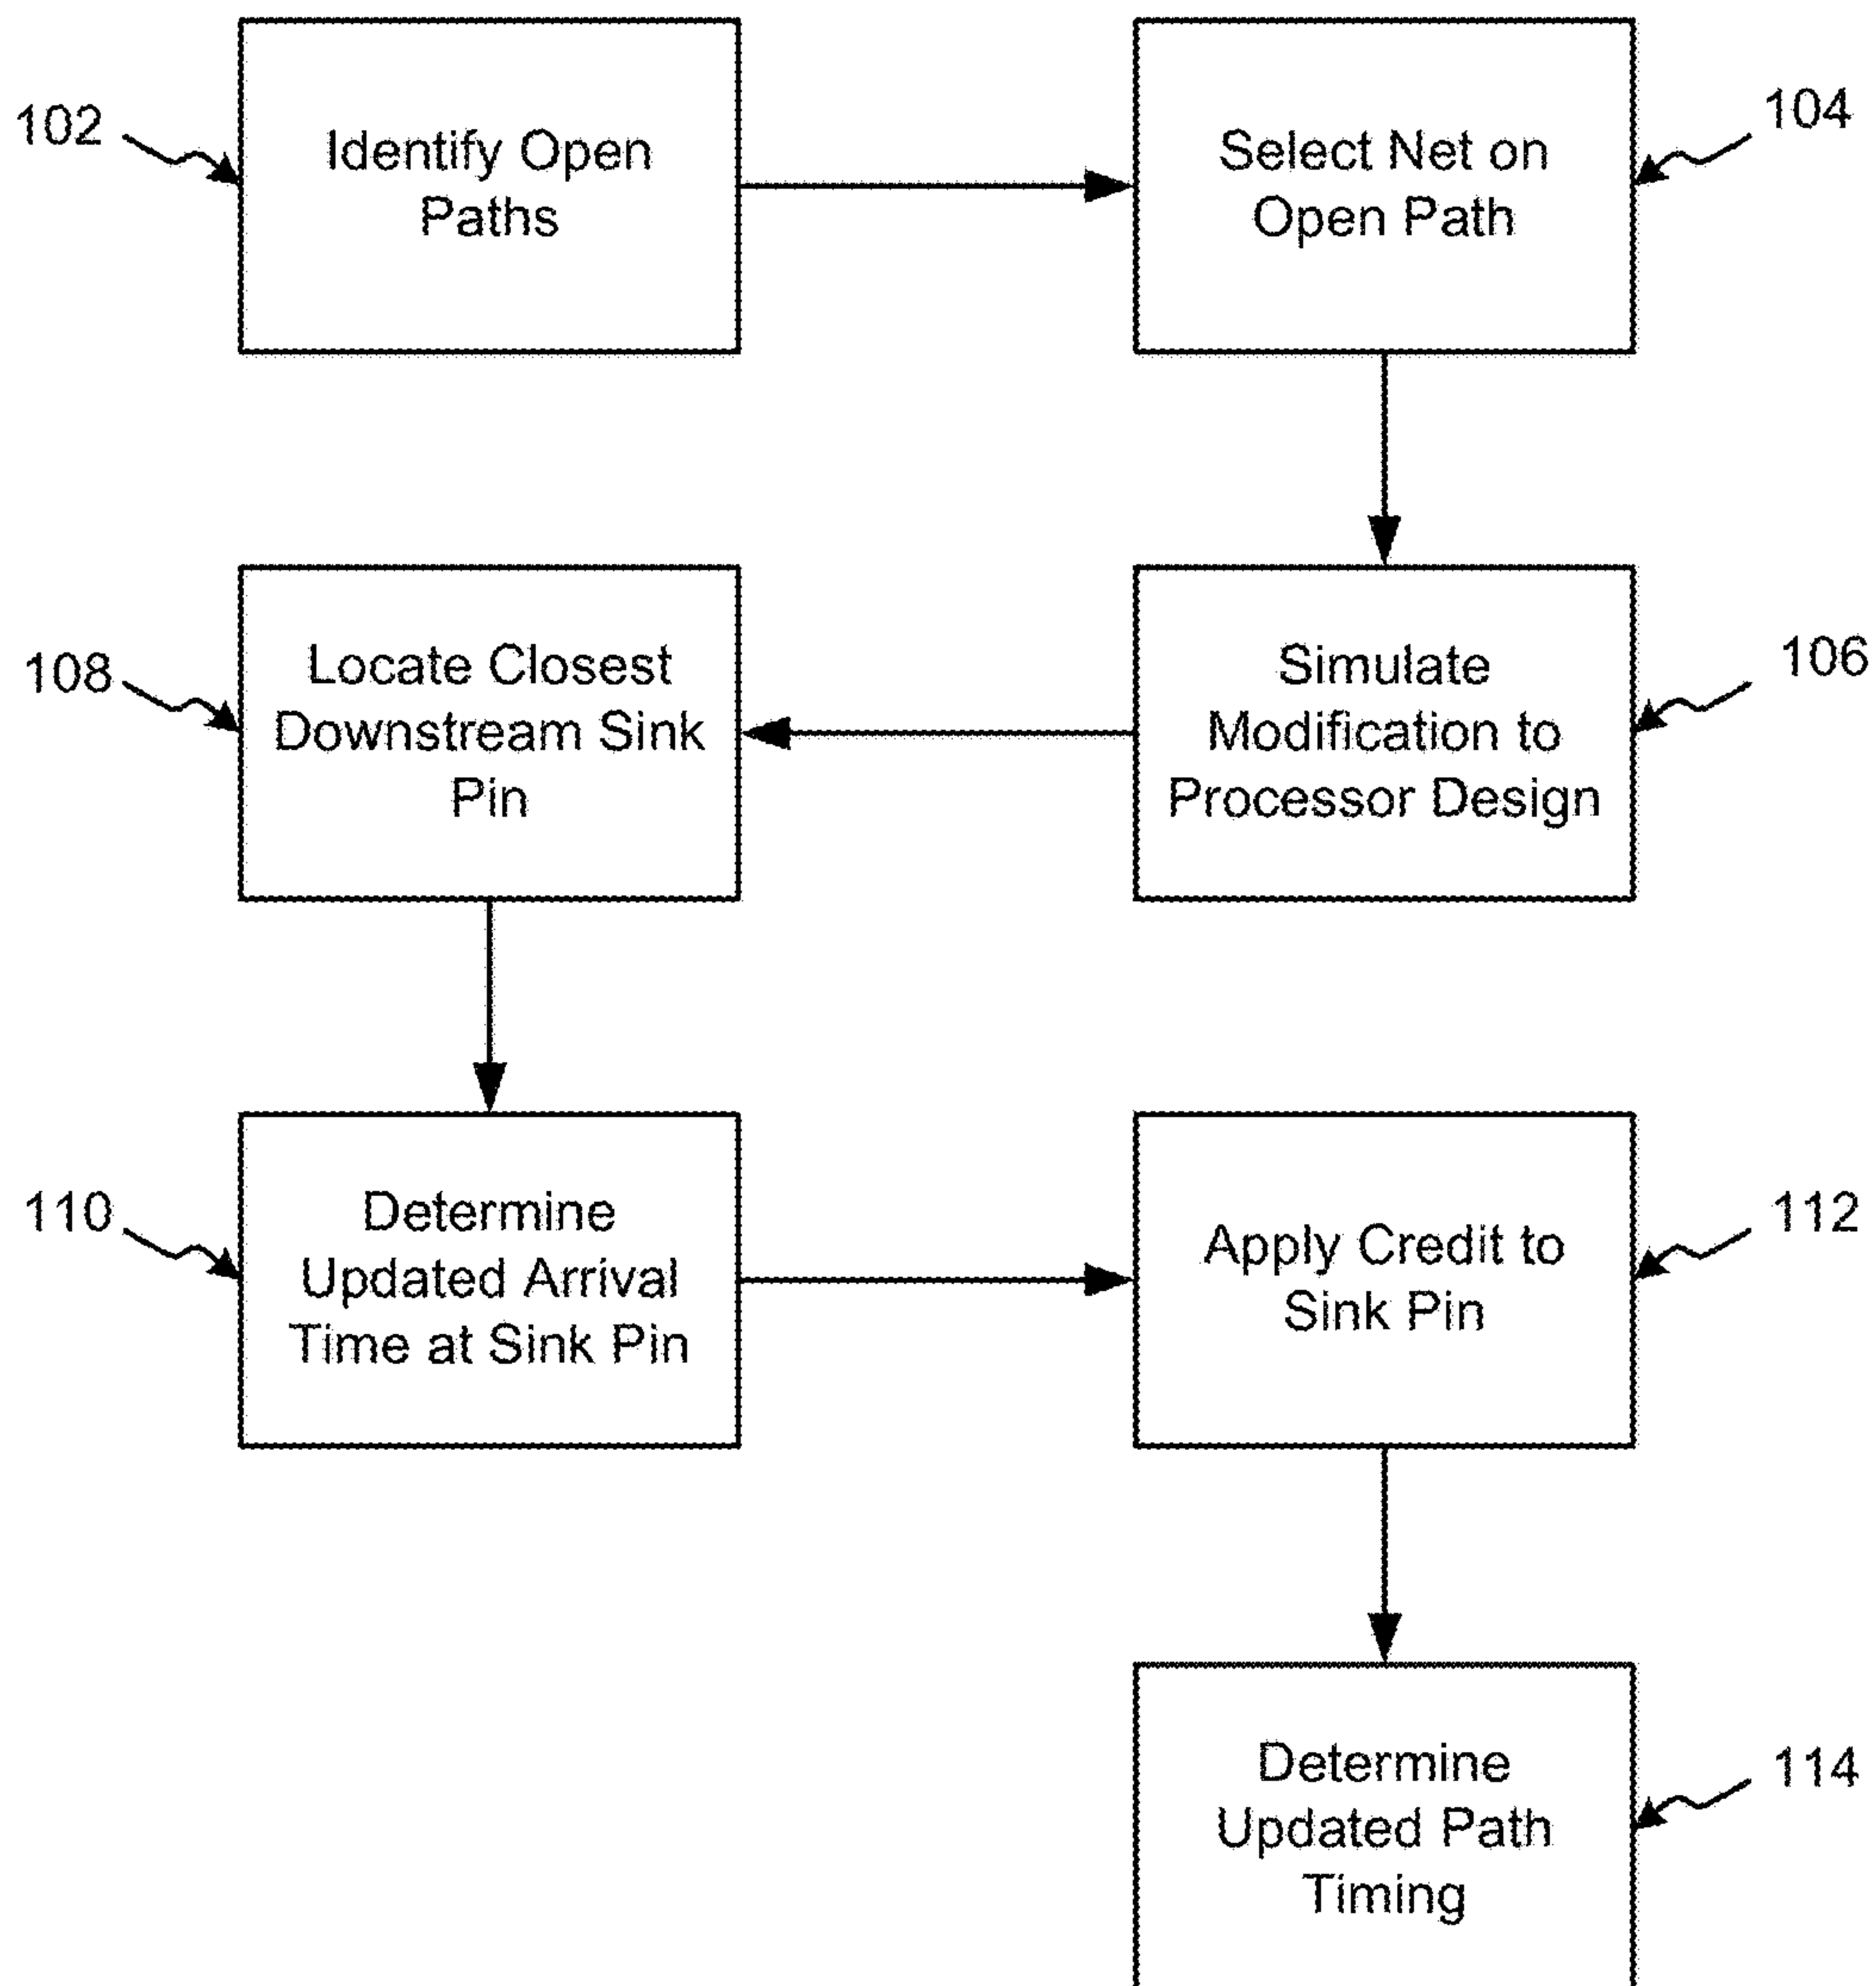 102
Identify Open
Paths
Select Net on
Open Path
104
108
Locate Closest
Downstream Sink
Pin
Simulate
Modification to
Processor Design
106
110
Determine
Updated Arrival
Time at Sink Pin
Apply Credit to
Sink Pin
112
Determine
Updated Path
Timing
114